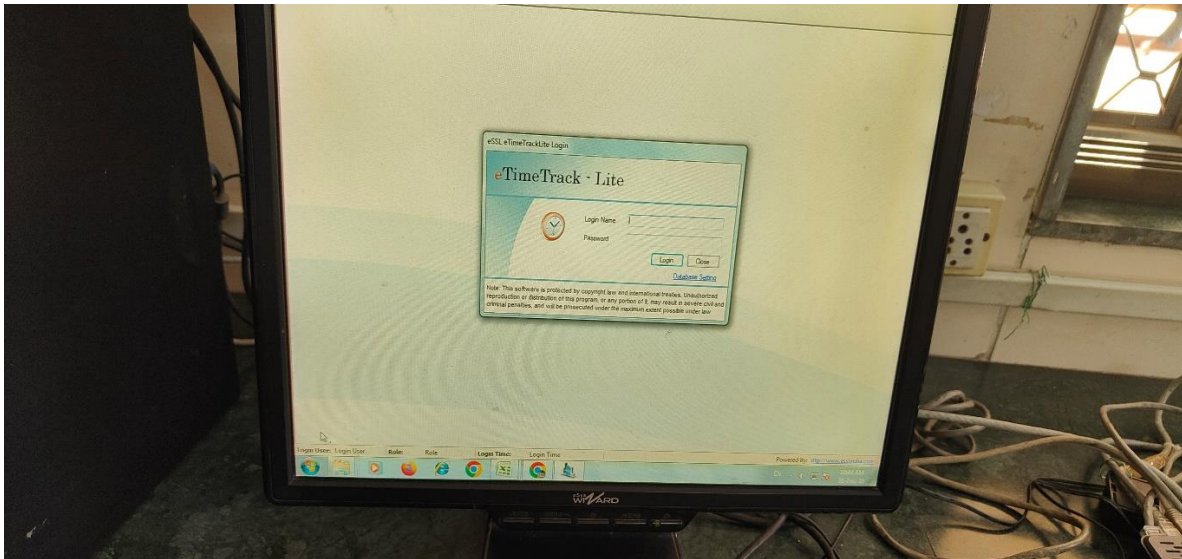 eSSL eTimeTrackLite Login
eTimeTrack - Lite
Login Name
Password
Login Close
Database Setting
Note: This software is protected by copyright law and international treaties. Unauthorized
reproduction or distribution of this program, or any portion of it, may result in severe civil and
criminal penalties, and will be prosecuted under the maximum extent possible under law
Login User: Login User Role: Role Login Time: Login Time
Powered By:
WIZARD